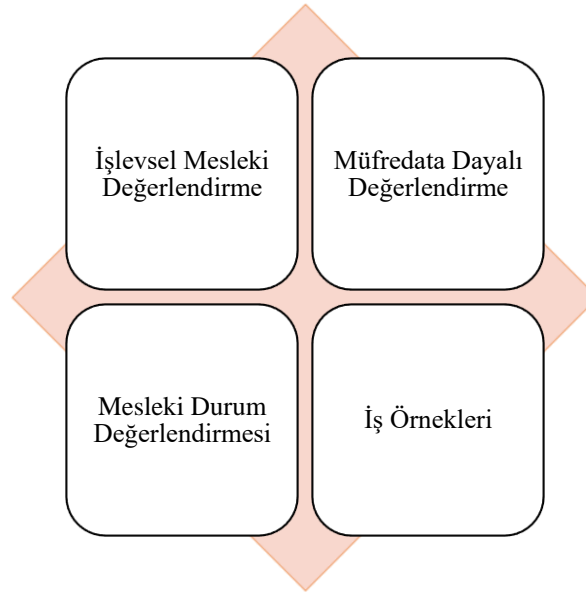 İşlevsel Mesleki
Değerlendirme
Müfredata Dayalı
Değerlendirme
Mesleki Durum
Değerlendirmesi
İş Örnekleri